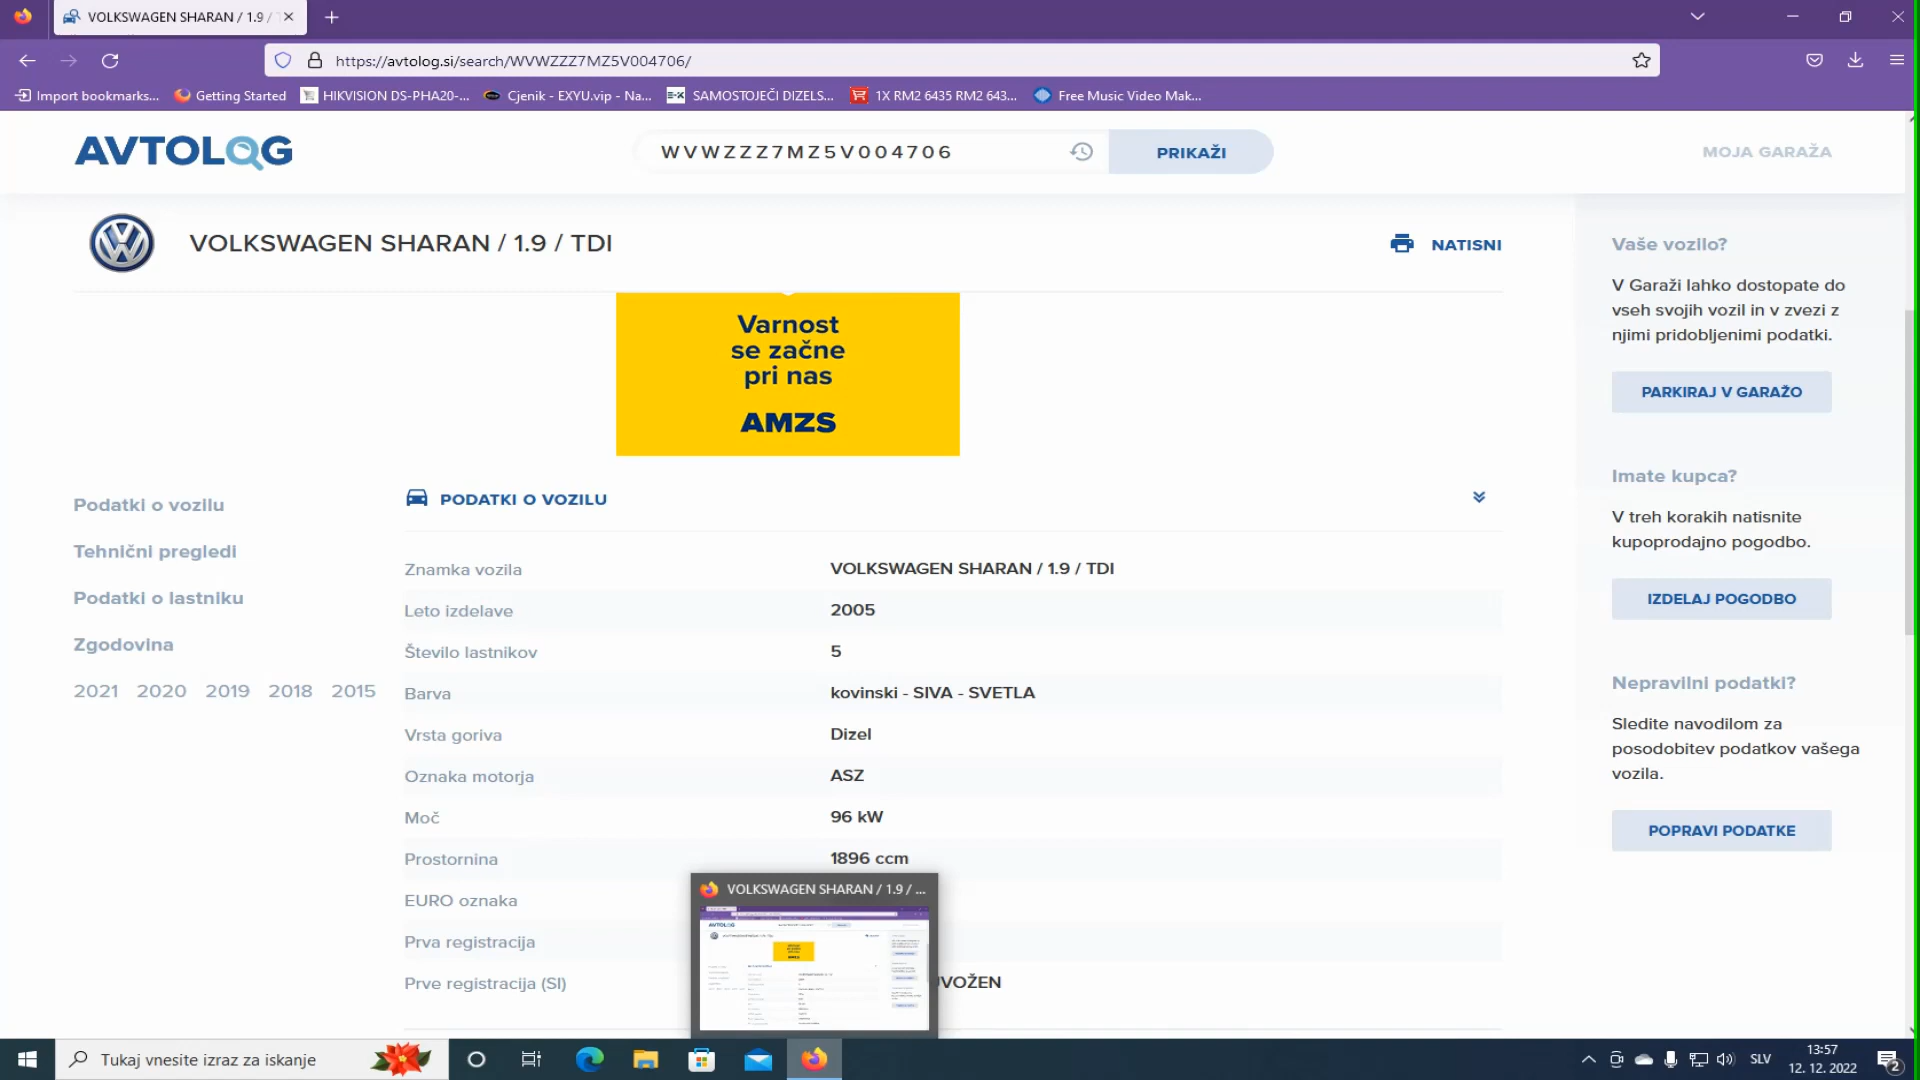 VOLKSWAGEN SHARAN / 1.9 /
https://avtolog.si/search/WVWZZZ7MZ5V004706/
Import bookmarks...
Getting Started
HIKVISION DS-PHA20-...
Cjenik - EXYU.vip - Na...
SAMOSTOJEČI DIZELS...
1X RM2 6435 RM2 643...
Free Music Video Mak...
AVTOLOG
WVWZZZ7MZ5V004706
PRIKAŽI
MOJA GARAŽA
VOLKSWAGEN SHARAN / 1.9 / TDI
NATISNI
Varnost
se začne
pri nas
AMZS
Podatki o vozilu
Tehnični pregledi
Podatki o lastniku
Zgodovina
2021 2020 2019 2018 2015
PODATKI O VOZILU
Znamka vozila VOLKSWAGEN SHARAN / 1.9 / TDI
Leto izdelave 2005
Število lastnikov 5
Barva kovinski - SIVA - SVETLA
Vrsta goriva Dizel
Oznaka motorja ASZ
Moč 96 kW
Prostornina 1896 ccm
EURO oznaka
Prva registracija
Prve registracija (SI)
Vaše vozilo?
V Garaži lahko dostopate do
vseh svojih vozil in v zvezi z
njimi pridobljenimi podatki.
PARKIRAJ V GARAŽO
Imate kupca?
V treh korakih natisnite
kupoprodajno pogodbo.
IZDELAJ POGODBO
Nepravilni podatki?
Sledite navodilom za
posodobitev podatkov vašega
vozila.
POPRAVI PODATKE
VOLKSWAGEN SHARAN / 1.9 / ...
AVTOLOG
AMZS
Tukaj vnesite izraz za iskanje
SLV
13:57
12. 12. 2022
2